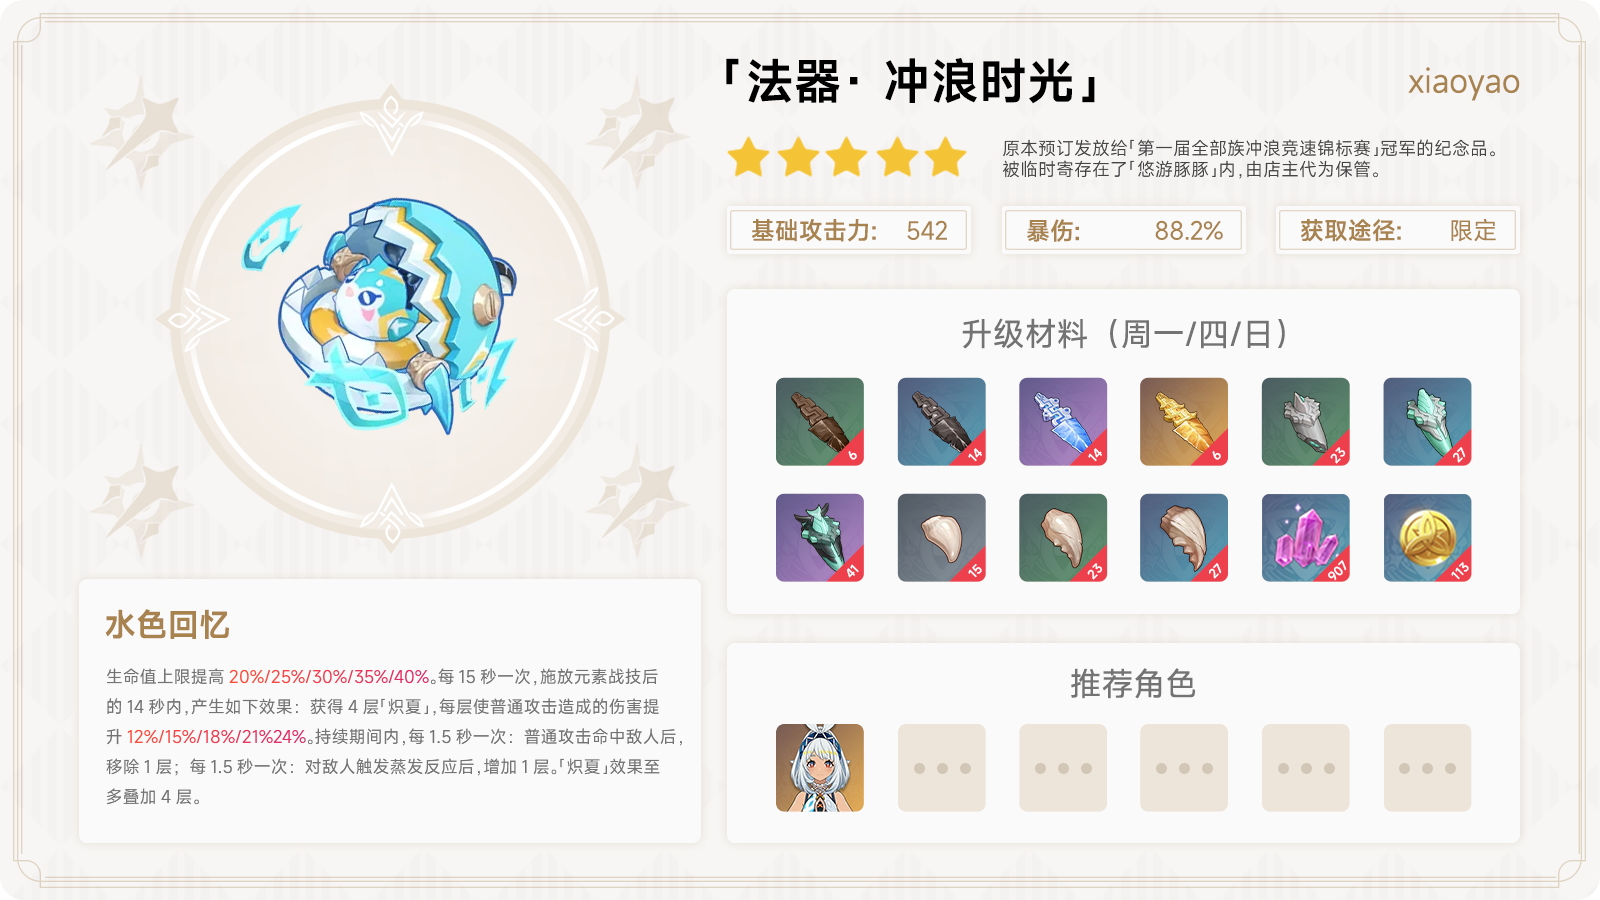 「法器· 冲浪时光」
xiaoyao
原本预订发放给「第一届全部族冲浪竞速锦标赛」冠军的纪念品。
被临时寄存在了「悠游豚豚」内,由店主代为保管。
基础攻击力: 542
暴伤: 88.2%
获取途径: 限定
升级材料（周一/四/日）
6 14 14 6 23 27
41 15 23 27 907 113
水色回忆
生命值上限提高 20%/25%/30%/35%/40%。每 15 秒一次,施放元素战技后
的 14 秒内,产生如下效果：获得 4 层「炽夏」,每层使普通攻击造成的伤害提
升 12%/15%/18%/21%24%。持续期间内,每 1.5 秒一次：普通攻击命中敌人后,
移除 1 层；每 1.5 秒一次：对敌人触发蒸发反应后,增加 1 层。「炽夏」效果至
多叠加 4 层。
推荐角色